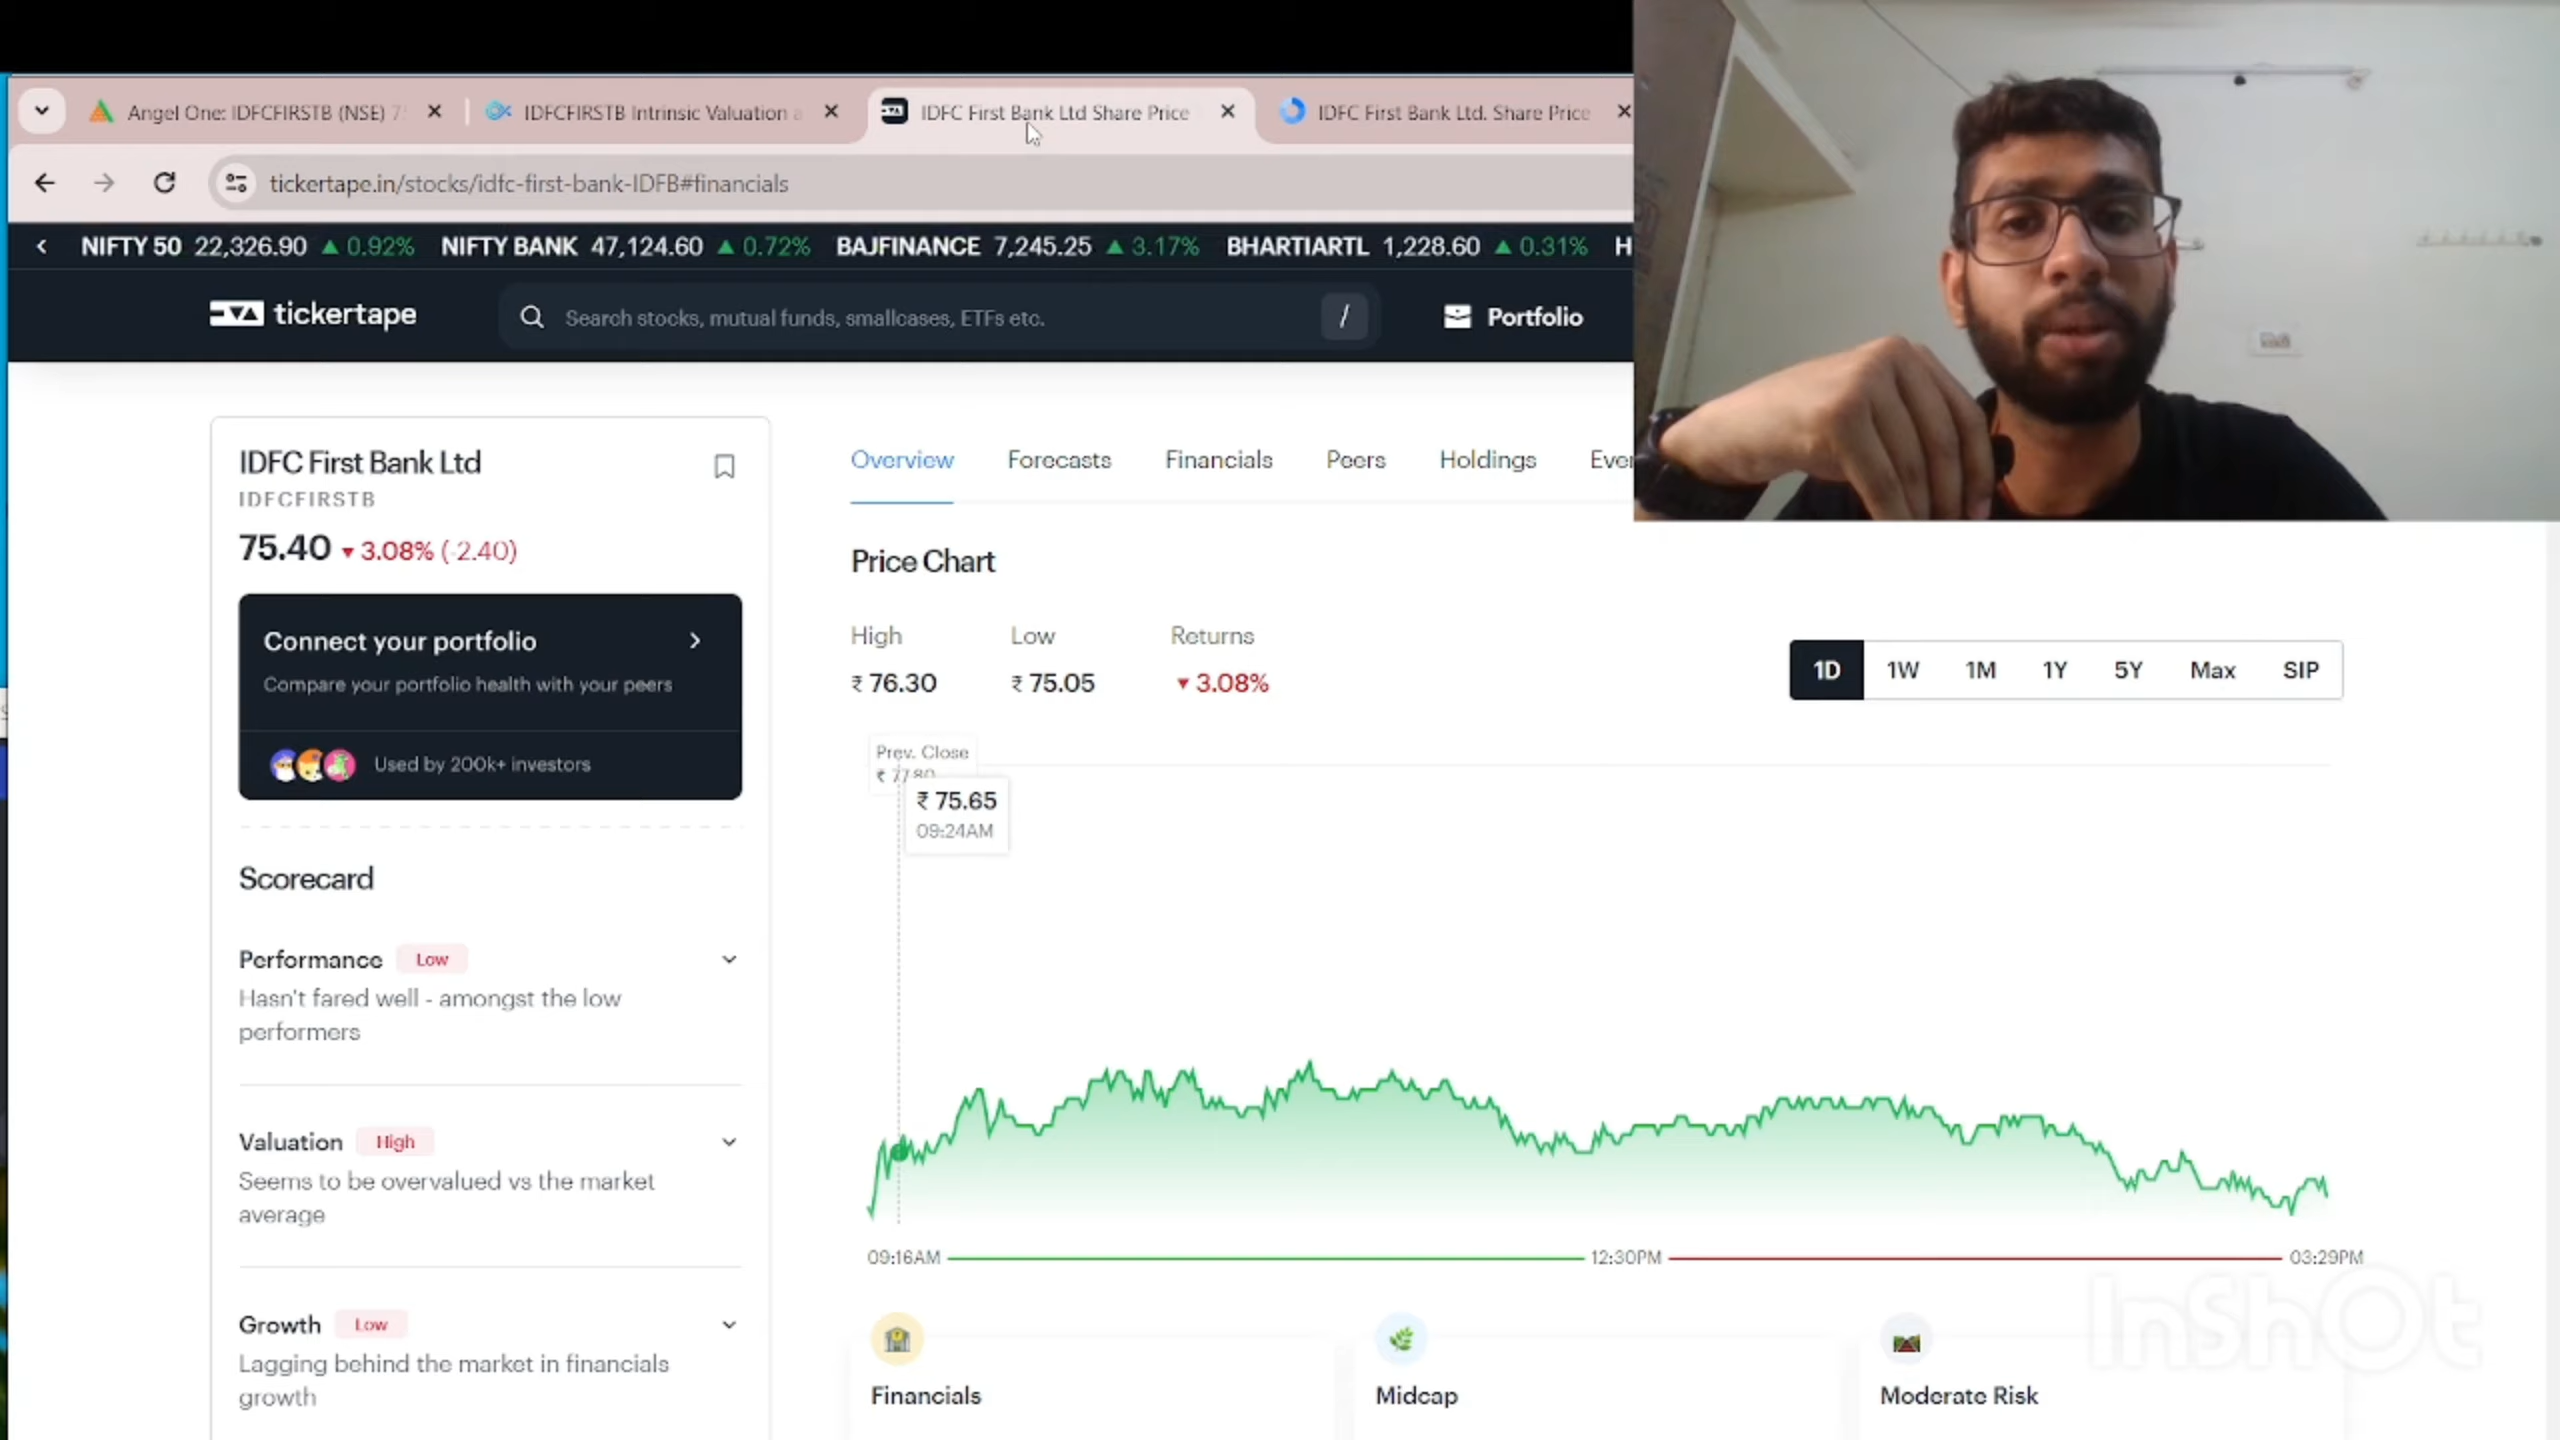 Angel One: IDFCFIRSTB (NSE) 7
IDFCFIRSTB Intrinsic Valuation a
IDFC First Bank Ltd Share Price
IDFC First Bank Ltd. Share Price
tickertape.in/stocks/idfc-first-bank-IDFB#financials
NIFTY 50 22,326.90 ▲ 0.92% NIFTY BANK 47,124.60 ▲ 0.72% BAJFINANCE 7,245.25 ▲ 3.17% BHARTIARTL 1,228.60 ▲ 0.31% H
tickertape
Search stocks, mutual funds, smallcases, ETFs etc.
/
Portfolio
IDFC First Bank Ltd
IDFCFIRSTB
75.40 ▼ 3.08% (-2.40)
Connect your portfolio
Compare your portfolio health with your peers
Used by 200k+ investors
Scorecard
Performance Low
Hasn't fared well - amongst the low
performers
Valuation High
Seems to be overvalued vs the market
average
Growth Low
Lagging behind the market in financials
growth
Overview Forecasts Financials Peers Holdings Even
Price Chart
High Low Returns
₹ 76.30 ₹ 75.05 ▼ 3.08%
1D 1W 1M 1Y 5Y Max SIP
Prev. Close
₹ 77.80
₹ 75.65
09:24AM
09:16AM 12:30PM 03:29PM
Financials Midcap Moderate Risk
InShOt